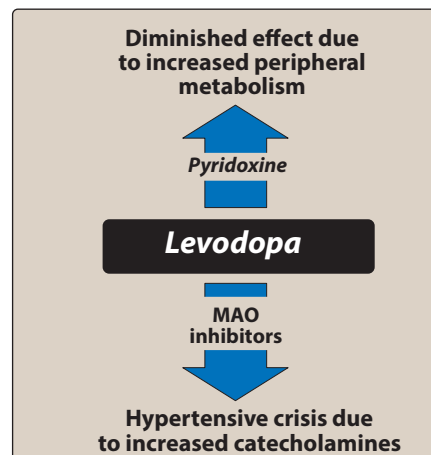 Diminished effect due
to increased peripheral
metabolism
Pyridoxine
Levodopa
MAO
inhibitors
Hypertensive crisis due
to increased catecholamines